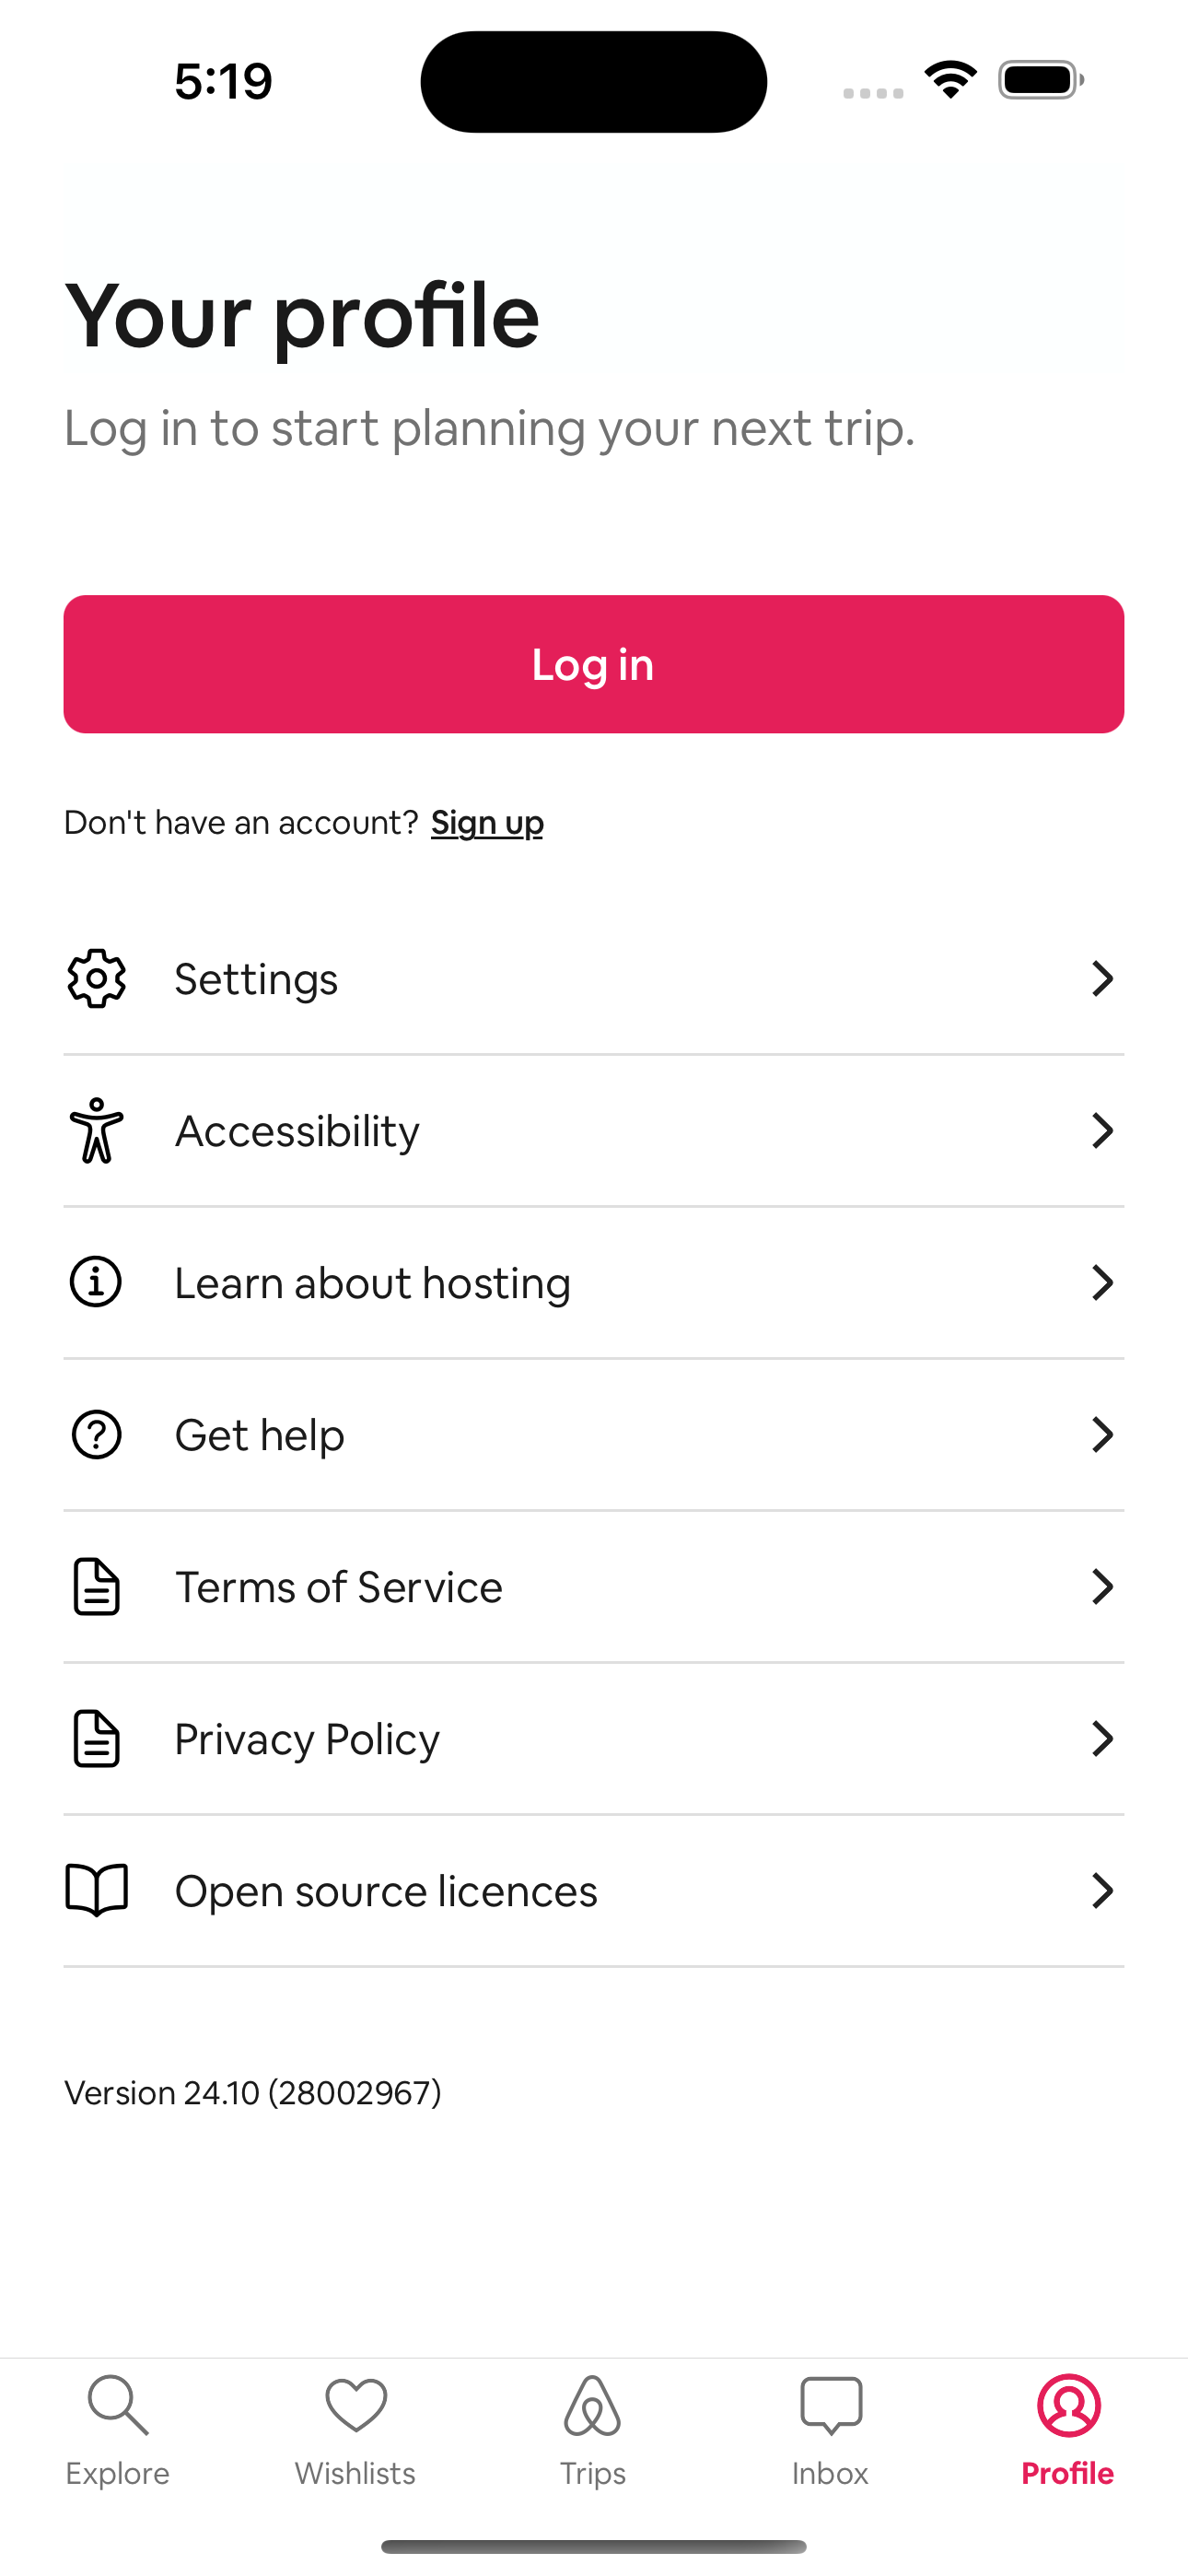 5:19
Your profile
Log in to start planning your next trip.
Log in
Don't have an account? Sign up
Settings
Accessibility
Learn about hosting
Get help
Terms of Service
Privacy Policy
Open source licences
Version 24.10 (28002967)
Explore Wishlists Trips Inbox Profile